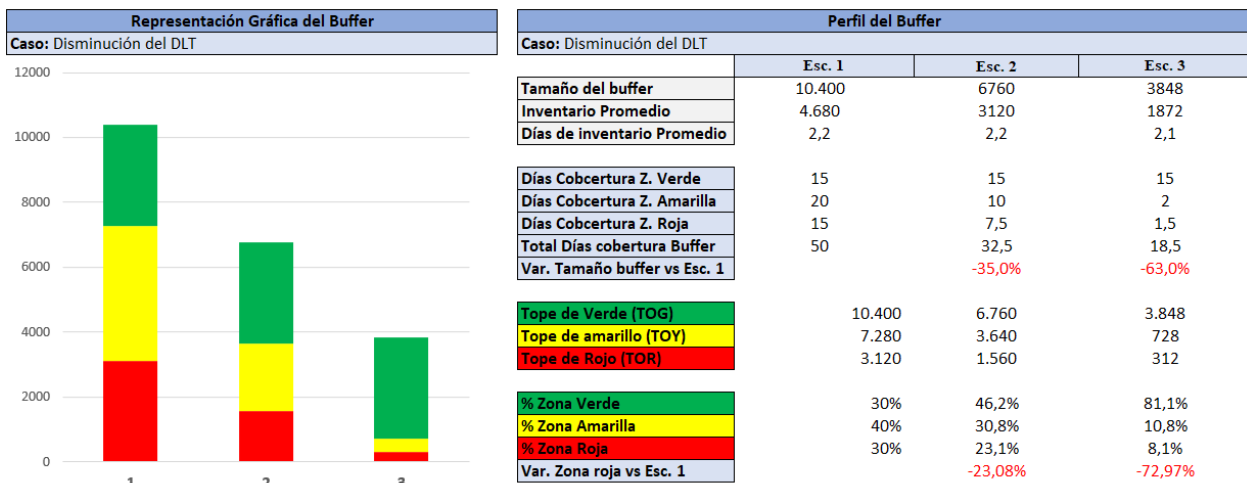 Representación Gráfica del Buffer
Caso: Disminución del DLT
12000
10000
8000
6000
4000
2000
0
1 2 3
Perfil del Buffer
Caso: Disminución del DLT
Esc. 1 Esc. 2 Esc. 3
Tamaño del buffer 10.400 6760 3848
Inventario Promedio 4.680 3120 1872
Días de inventario Promedio 2,2 2,2 2,1
Días Cobcertura Z. Verde 15 15 15
Días Cobcertura Z. Amarilla 20 10 2
Días Cobcertura Z. Roja 15 7,5 1,5
Total Días cobertura Buffer 50 32,5 18,5
Var. Tamaño buffer vs Esc. 1 -35,0% -63,0%
Tope de Verde (TOG) 10.400 6.760 3.848
Tope de amarillo (TOY) 7.280 3.640 728
Tope de Rojo (TOR) 3.120 1.560 312
% Zona Verde 30% 46,2% 81,1%
% Zona Amarilla 40% 30,8% 10,8%
% Zona Roja 30% 23,1% 8,1%
Var. Zona roja vs Esc. 1 -23,08% -72,97%